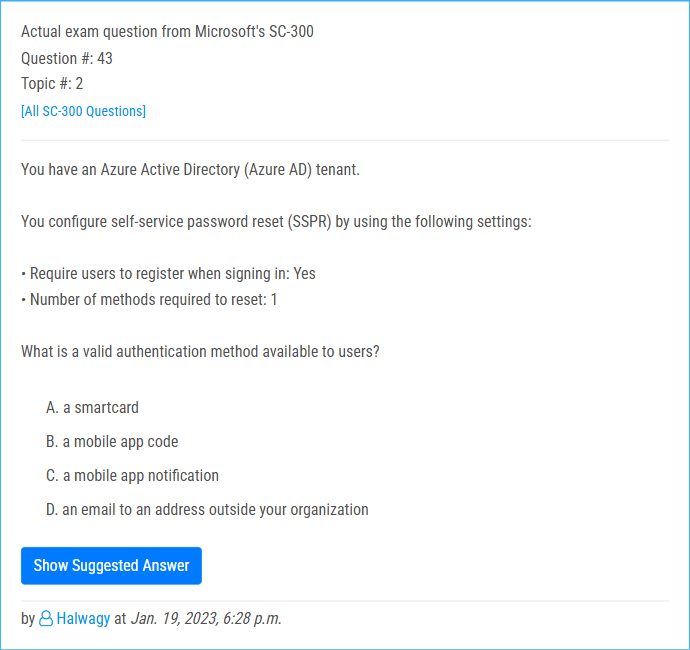 Actual exam question from Microsoft's SC-300
Question #: 43
Topic #: 2
[All SC-300 Questions]
You have an Azure Active Directory (Azure AD) tenant.
You configure self-service password reset (SSPR) by using the following settings:
• Require users to register when signing in: Yes
• Number of methods required to reset: 1
What is a valid authentication method available to users?
A. a smartcard
B. a mobile app code
C. a mobile app notification
D. an email to an address outside your organization
Show Suggested Answer
by Halwagy at Jan. 19, 2023, 6:28 p.m.